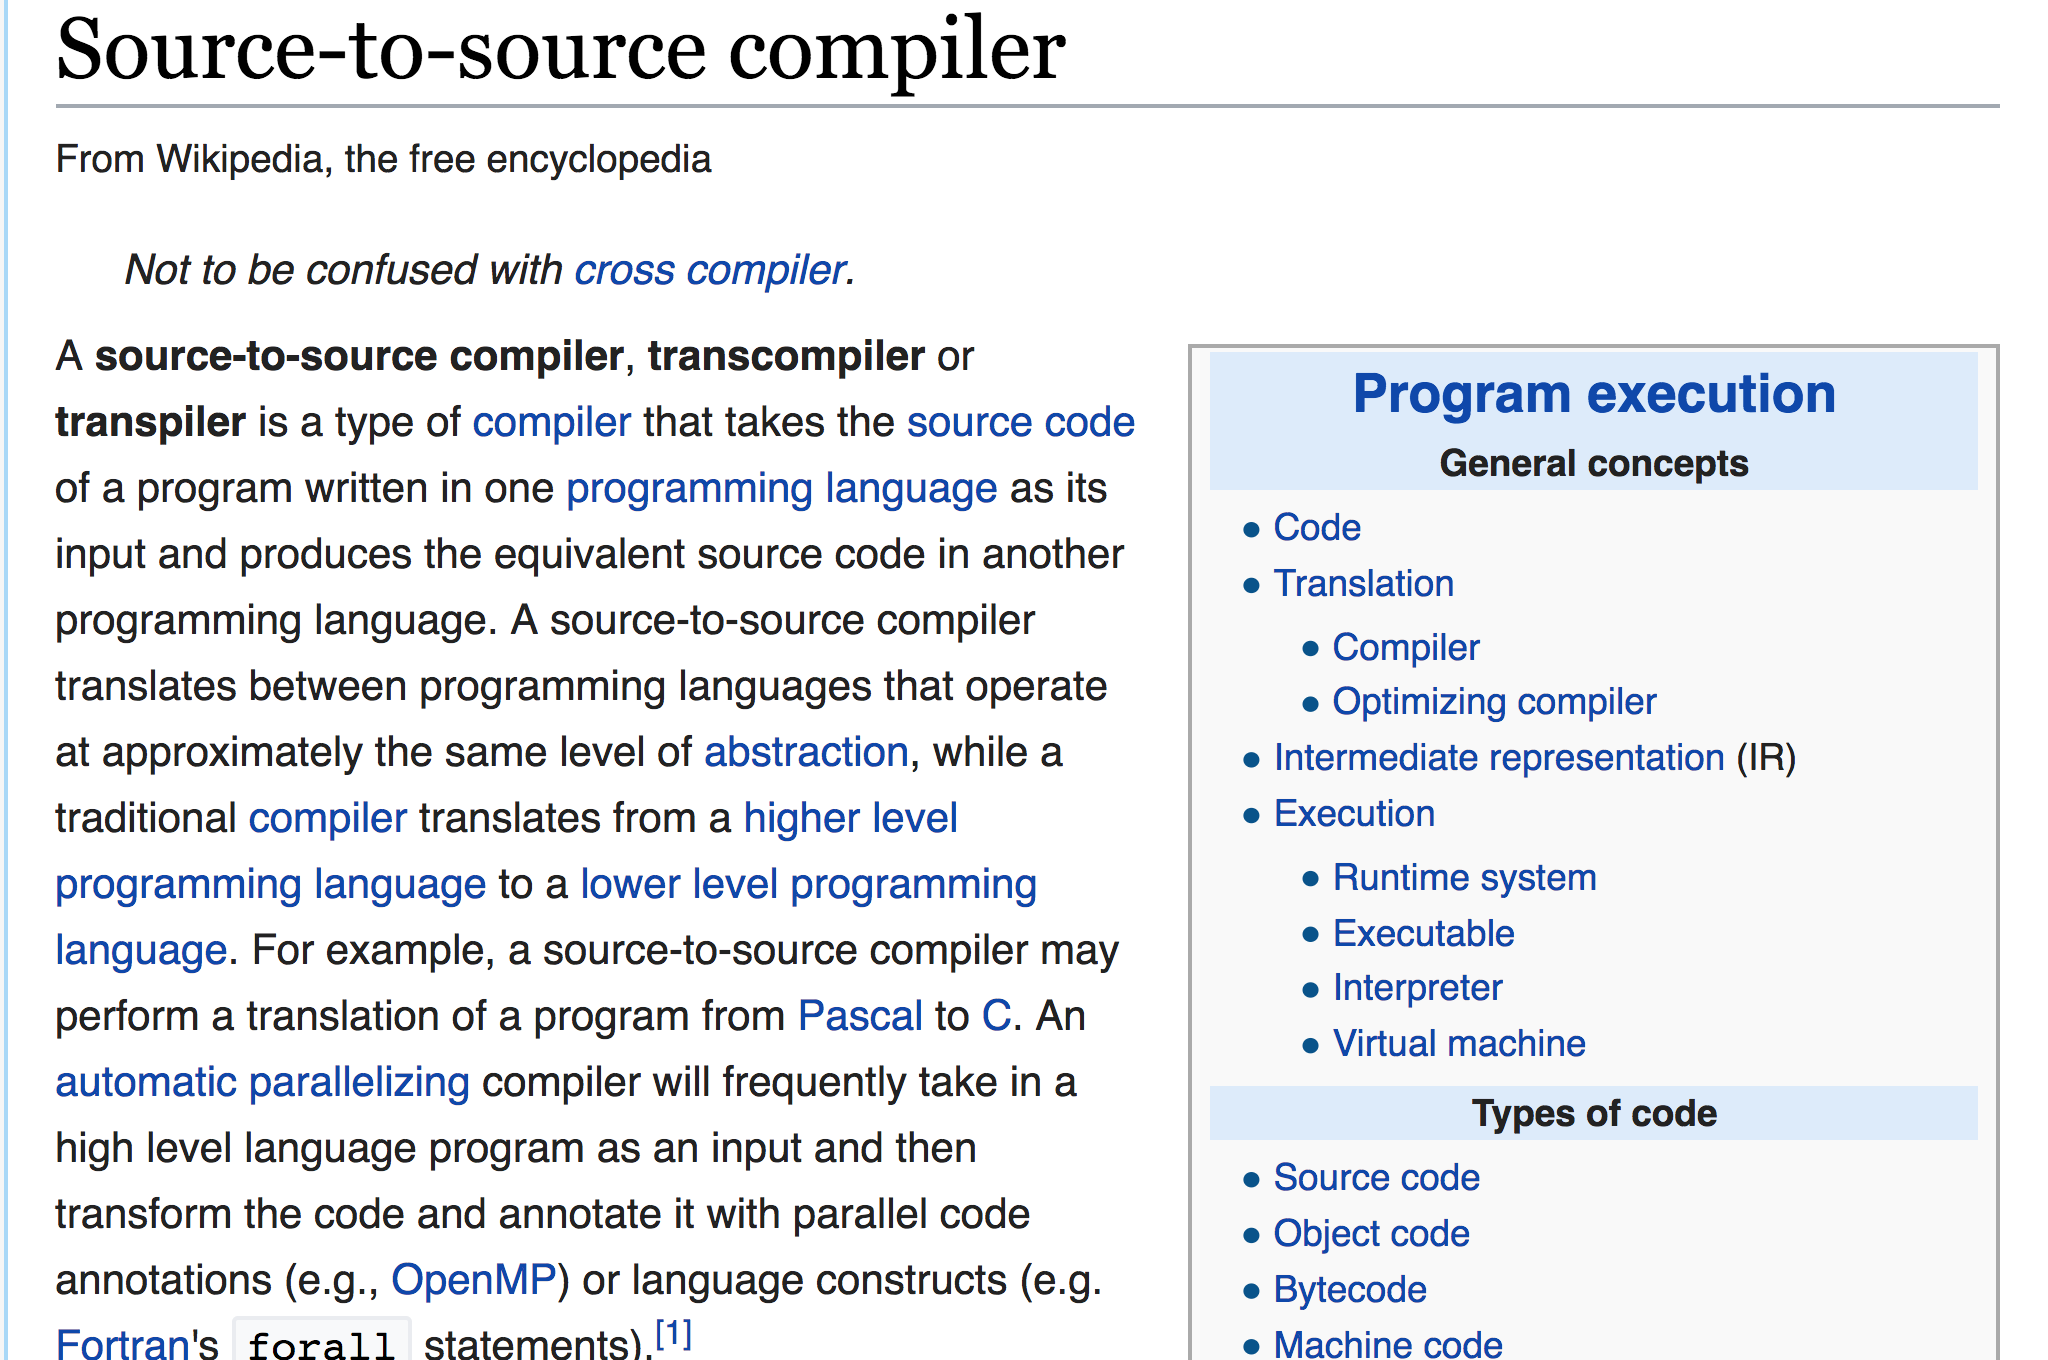 Source-to-source compiler
From Wikipedia, the free encyclopedia
Not to be confused with cross compiler.
A source-to-source compiler, transcompiler or
transpiler is a type of compiler that takes the source code
of a program written in one programming language as its
input and produces the equivalent source code in another
programming language. A source-to-source compiler
translates between programming languages that operate
at approximately the same level of abstraction, while a
traditional compiler translates from a higher level
programming language to a lower level programming
language. For example, a source-to-source compiler may
perform a translation of a program from Pascal to C. An
automatic parallelizing compiler will frequently take in a
high level language program as an input and then
transform the code and annotate it with parallel code
annotations (e.g., OpenMP) or language constructs (e.g.
Fortran's forall statements).[1]
Program execution
General concepts
• Code
• Translation
• Compiler
• Optimizing compiler
• Intermediate representation (IR)
• Execution
• Runtime system
• Executable
• Interpreter
• Virtual machine
Types of code
• Source code
• Object code
• Bytecode
• Machine code